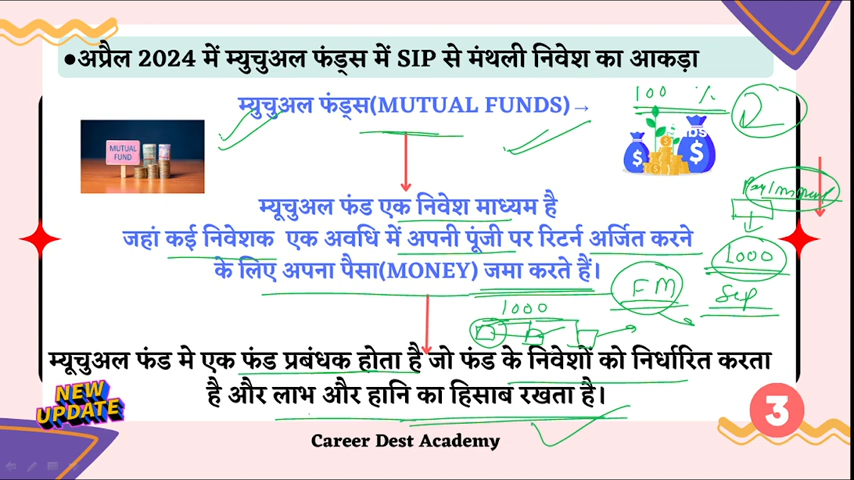 ●अप्रैल 2024 में म्युचुअल फंड्स में SIP से मंथली निवेश का आकड़ा
म्युचुअल फंड्स(MUTUAL FUNDS)→
100 %
MUTUAL
FUND
म्यूचुअल फंड एक निवेश माध्यम है
जहां कई निवेशक एक अवधि में अपनी पूंजी पर रिटर्न अर्जित करने
1000
के लिए अपना पैसा(MONEY) जमा करते हैं।
FM
Sip
1000
म्यूचुअल फंड मे एक फंड प्रबंधक होता है जो फंड के निवेशों को निर्धारित करता
है और लाभ और हानि का हिसाब रखता है।
NEW
UPDATE
3
Career Dest Academy